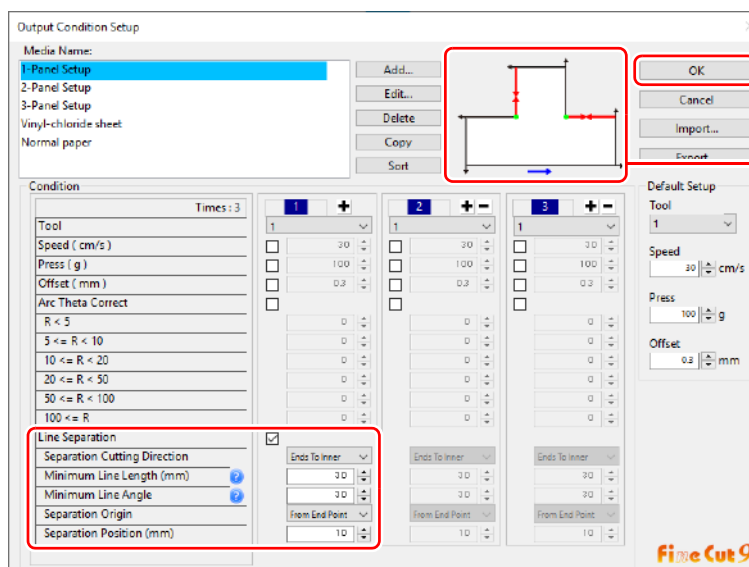 Output Condition Setup
Media Name:
1-Panel Setup
2-Panel Setup
3-Panel Setup
Vinyl-chloride sheet
Normal paper
Add...
Edit...
Delete
Copy
Sort
OK
Cancel
Import...
Export
Condition
Times : 3 1 + 2 + − 3 + −
Tool 1 1 1
Speed ( cm/s ) 30 30 30
Press ( g ) 100 100 100
Offset ( mm ) 0.3 0.3 0.3
Arc Theta Correct
R < 5 0 0 0
5 <= R < 10 0 0 0
10 <= R < 20 0 0 0
20 <= R < 50 0 0 0
50 <= R < 100 0 0 0
100 <= R 0 0 0
Line Separation
Separation Cutting Direction Ends To Inner Ends To Inner Ends To Inner
Minimum Line Length (mm) ? 30 30 30
Minimum Line Angle ? 30 30 30
Separation Origin From End Point From End Point From End Point
Separation Position (mm) 10 10 10
Default Setup
Tool
1
Speed
30 cm/s
Press
100 g
Offset
0.3 mm
Fine Cut 9